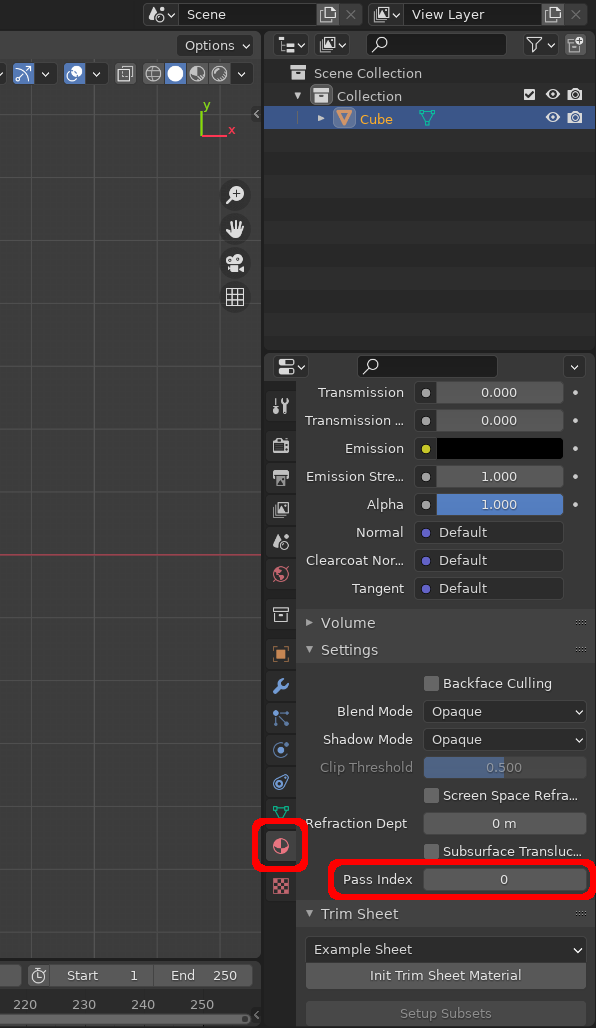 Scene
View Layer
Options
Scene Collection
Collection
Cube
y
x
Transmission 0.000
Transmission ... 0.000
Emission
Emission Stre... 1.000
Alpha 1.000
Normal Default
Clearcoat Nor... Default
Tangent Default
Volume
Settings
Backface Culling
Blend Mode Opaque
Shadow Mode Opaque
Clip Threshold 0.500
Screen Space Refra...
Refraction Dept 0 m
Subsurface Transluc...
Pass Index 0
Trim Sheet
Example Sheet
Init Trim Sheet Material
Setup Subsets
Start 1 End 250
220 230 240 250